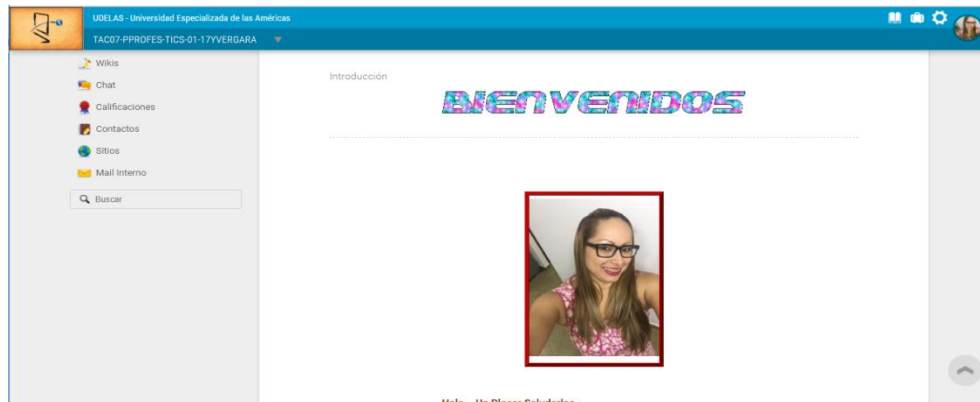 UDELAS - Universidad Especializada de las Américas
TAC07-PPROFES-TICS-01-17YVERGARA
Wikis
Chat
Calificaciones
Contactos
Sitios
Mail Interno
Buscar
Introducción
BIENVENIDOS